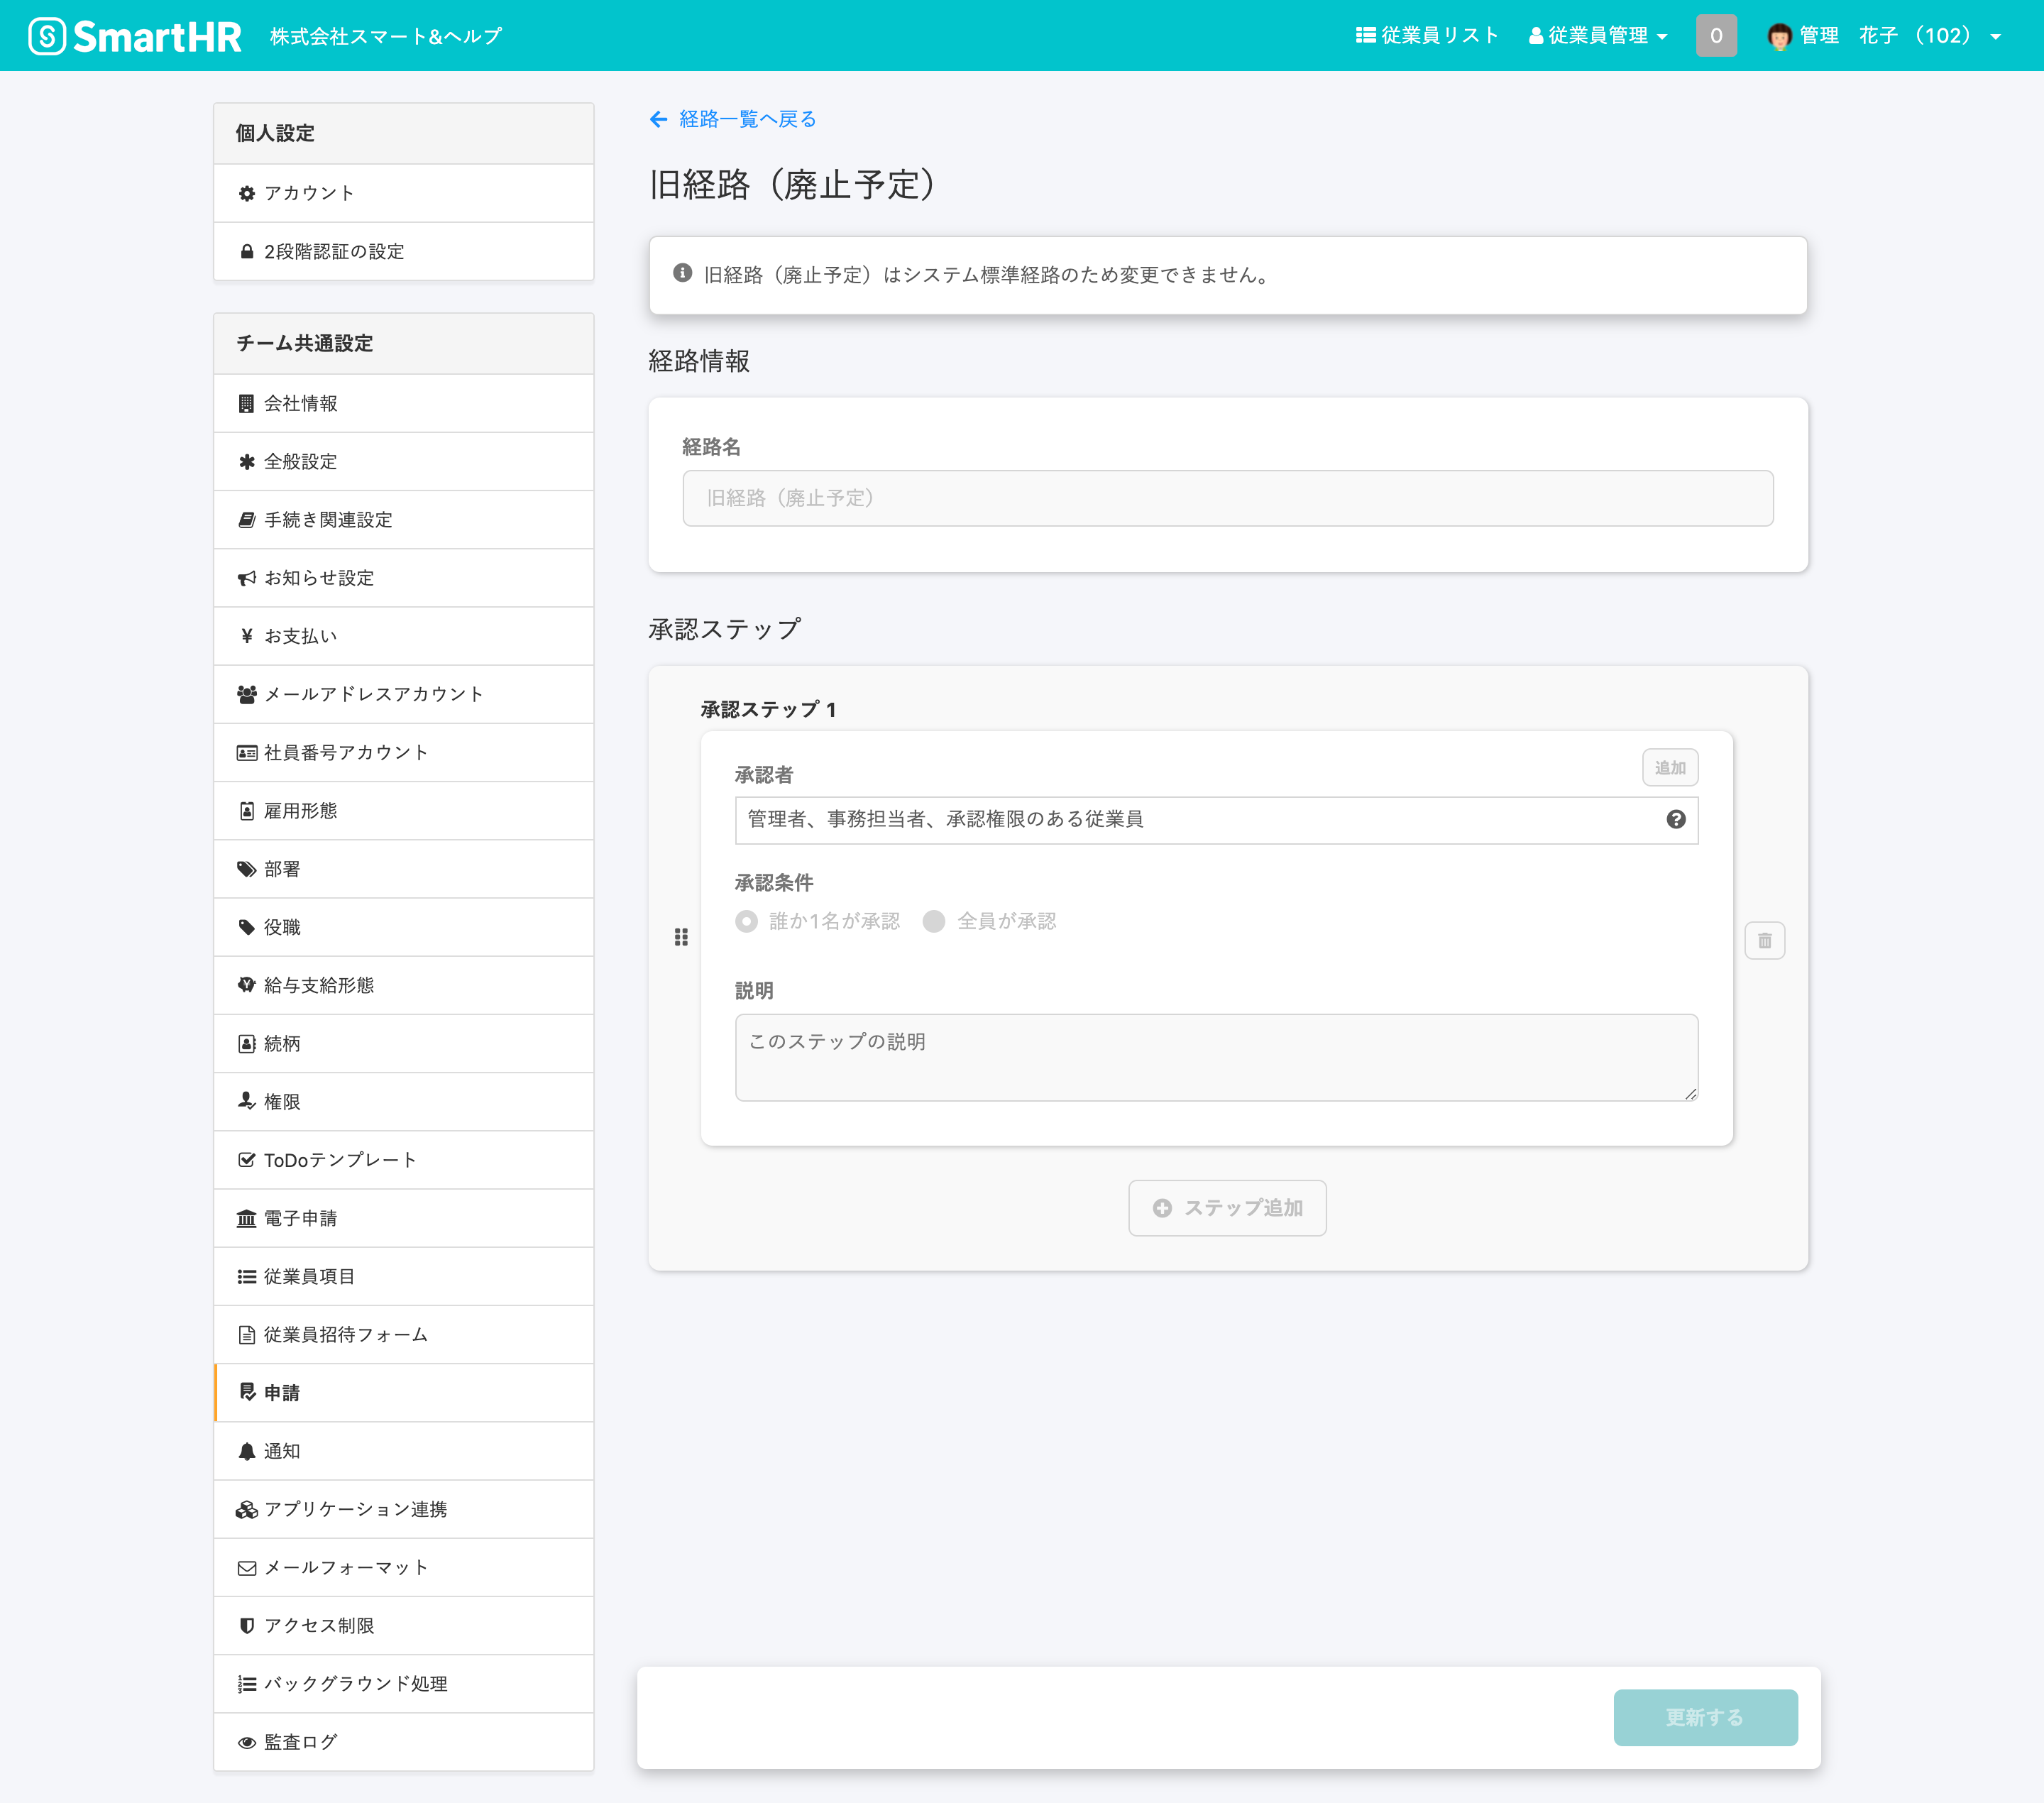 SmartHR 株式会社スマート&ヘルプ 従業員リスト 従業員管理 0 管理 花子 (102)
個人設定
アカウント
2段階認証の設定
チーム共通設定
会社情報
全般設定
手続き関連設定
お知らせ設定
お支払い
メールアドレスアカウント
社員番号アカウント
雇用形態
部署
役職
給与支給形態
続柄
権限
ToDoテンプレート
電子申請
従業員項目
従業員招待フォーム
申請
通知
アプリケーション連携
メールフォーマット
アクセス制限
バックグラウンド処理
監査ログ
経路一覧へ戻る
旧経路（廃止予定）
旧経路（廃止予定）はシステム標準経路のため変更できません。
経路情報
経路名
旧経路（廃止予定）
承認ステップ
承認ステップ 1
承認者 追加
管理者、事務担当者、承認権限のある従業員
承認条件
誰か1名が承認 全員が承認
説明
このステップの説明
ステップ追加
更新する